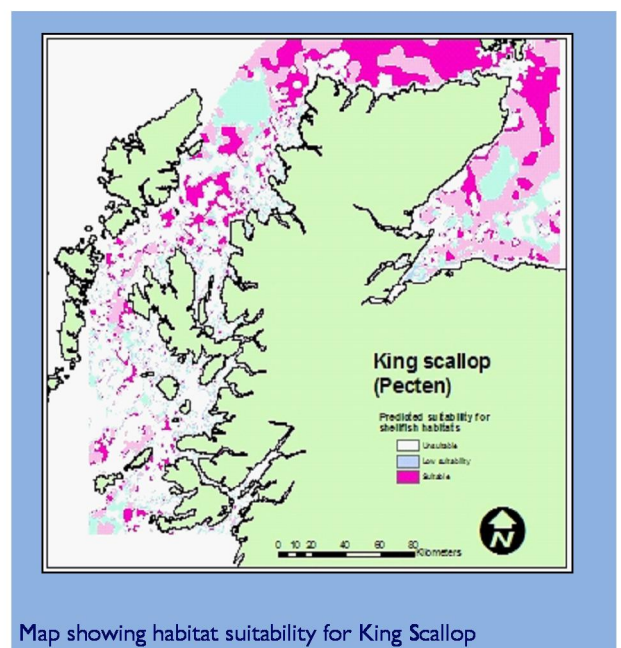 King scallop
(Pecten)
Predicted suitability for
shellfish habitats
Unsuitable
Low suitability
Suitable
0 10 20 40 60 80
Kilometers
N
Map showing habitat suitability for King Scallop